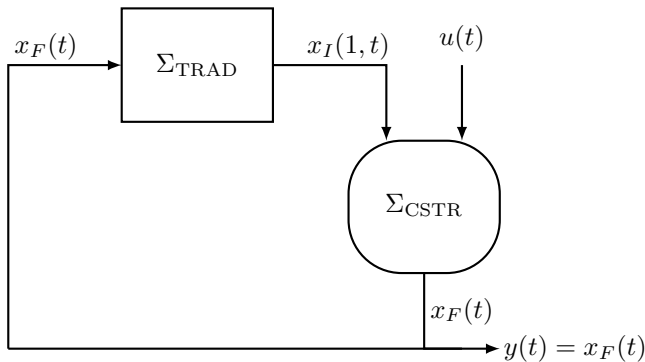 x_F(t)
Σ_TRAD
x_I(1, t)
u(t)
Σ_CSTR
x_F(t)
y(t) = x_F(t)